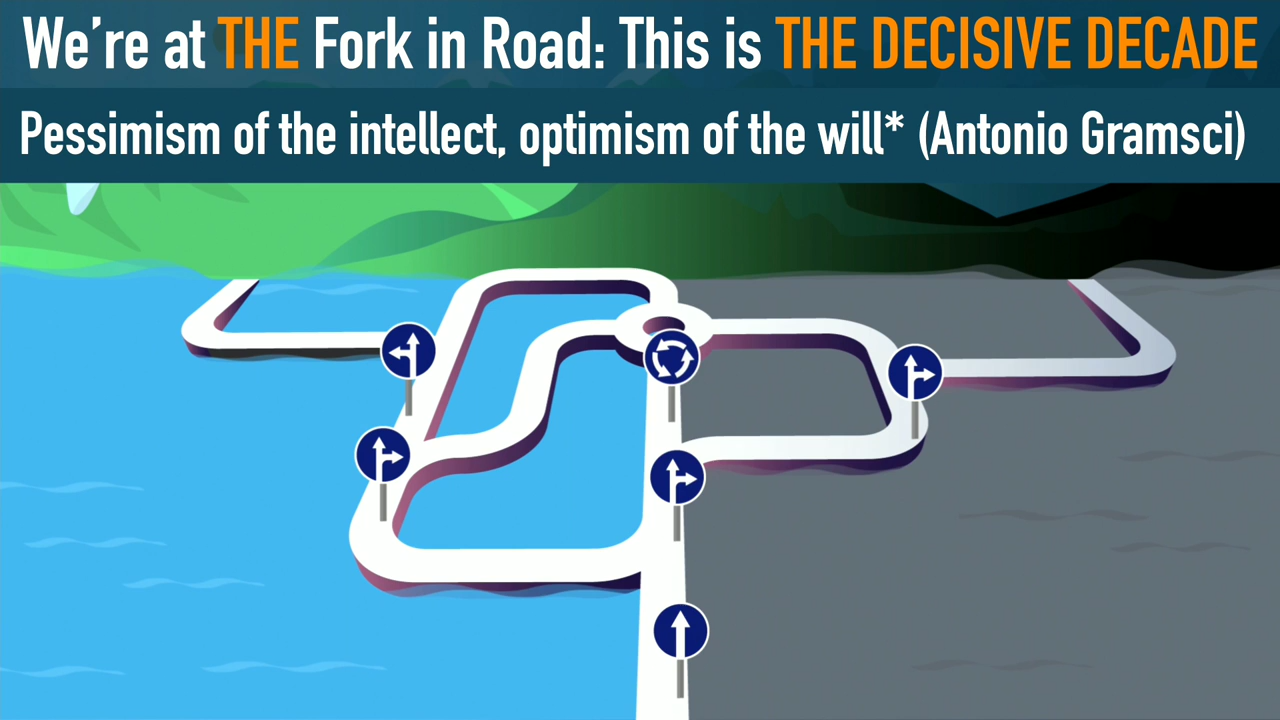 We’re at THE Fork in Road: This is THE DECISIVE DECADE
Pessimism of the intellect, optimism of the will* (Antonio Gramsci)